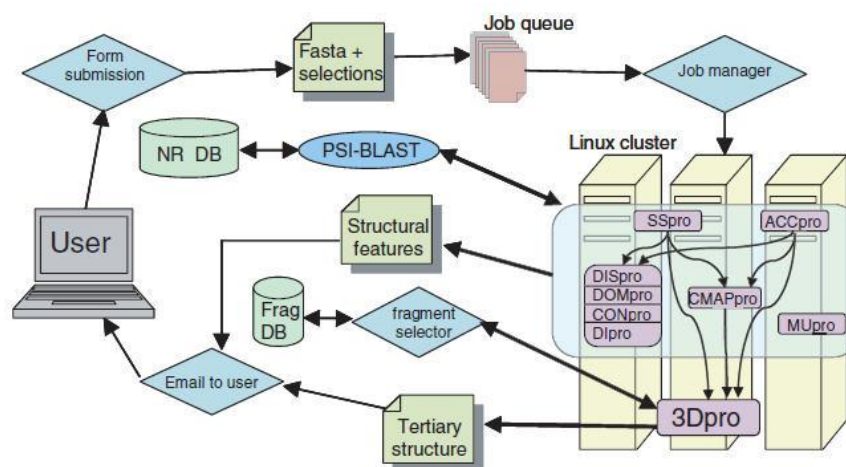 Form
submission
Fasta +
selections
Job queue
Job manager
NR DB
PSI-BLAST
Linux cluster
User
Structural
features
SSpro
ACCpro
DISpro
DOMpro
CONpro
DIpro
CMAPpro
MUpro
Frag
DB
fragment
selector
Email to user
Tertiary
structure
3Dpro